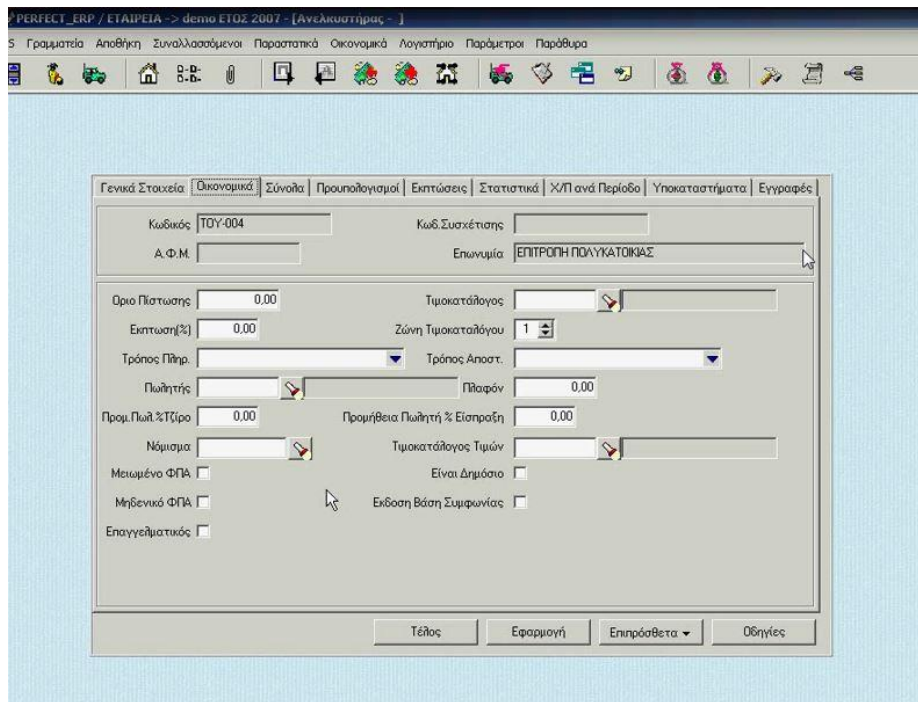 PERFECT_ERP / ΕΤΑΙΡΕΙΑ -> demo ΕΤΟΣ 2007 - [Ανελκυστήρας - ]
S Γραμματεία Αποθήκη Συναλλασσόμενοι Παραστατικά Οικονομικά Λογιστήριο Παράμετροι Παράθυρα
Γενικά Στοιχεία Οικονομικά Σύνολα Προυπολογισμοί Εκπτώσεις Στατιστικά Χ/Π ανά Περίοδο Υποκαταστήματα Εγγραφές
Κωδικός ΤΟΥ-004 Κωδ.Συσχέτισης
Α.Φ.Μ. Επωνυμία ΕΠΙΤΡΟΠΗ ΠΟΛΥΚΑΤΟΙΚΙΑΣ
Οριο Πίστωσης 0,00 Τιμοκατάλογος
Εκπτωση(%) 0,00 Ζώνη Τιμοκαταλόγου 1
Τρόπος Πληρ. Τρόπος Αποστ.
Πωλητής Πλαφόν 0,00
Προμ.Πωλ.%Τζίρο 0,00 Προμήθεια Πωλητή % Είσπραξη 0,00
Νόμισμα Τιμοκατάλογος Τιμών
Μειωμένο ΦΠΑ Είναι Δημόσιο
Μηδενικό ΦΠΑ Εκδοση Βάση Συμφωνίας
Επαγγελματικός
Τέλος Εφαρμογή Επιπρόσθετα Οδηγίες